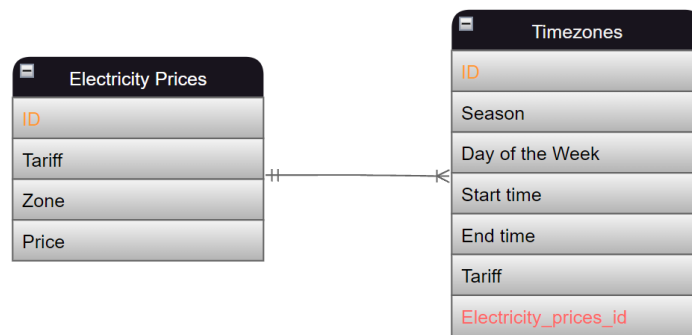 Electricity Prices
ID
Tariff
Zone
Price
Timezones
ID
Season
Day of the Week
Start time
End time
Tariff
Electricity_prices_id